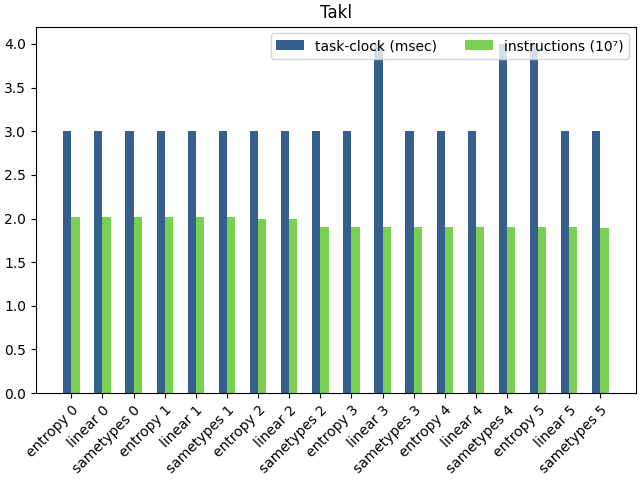 Takl
task-clock (msec)
instructions (10⁷)
4.0
3.5
3.0
2.5
2.0
1.5
1.0
0.5
0.0
entropy 0
linear 0
sametypes 0
entropy 1
linear 1
sametypes 1
entropy 2
linear 2
sametypes 2
entropy 3
linear 3
sametypes 3
entropy 4
linear 4
sametypes 4
entropy 5
linear 5
sametypes 5